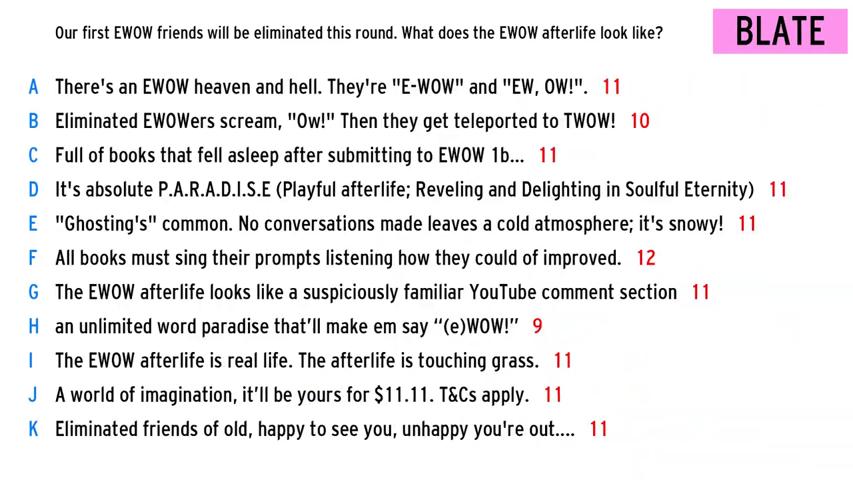 Our first EWOW friends will be eliminated this round. What does the EWOW afterlife look like?
BLATE
A There's an EWOW heaven and hell. They're "E-WOW" and "EW, OW!". 11
B Eliminated EWOWers scream, "Ow!" Then they get teleported to TWOW! 10
C Full of books that fell asleep after submitting to EWOW 1b... 11
D It's absolute P.A.R.A.D.I.S.E (Playful afterlife; Reveling and Delighting in Soulful Eternity) 11
E "Ghosting's" common. No conversations made leaves a cold atmosphere; it's snowy! 11
F All books must sing their prompts listening how they could of improved. 12
G The EWOW afterlife looks like a suspiciously familiar YouTube comment section 11
H an unlimited word paradise that’ll make em say “(e)WOW!” 9
I The EWOW afterlife is real life. The afterlife is touching grass. 11
J A world of imagination, it’ll be yours for $11.11. T&Cs apply. 11
K Eliminated friends of old, happy to see you, unhappy you're out.... 11